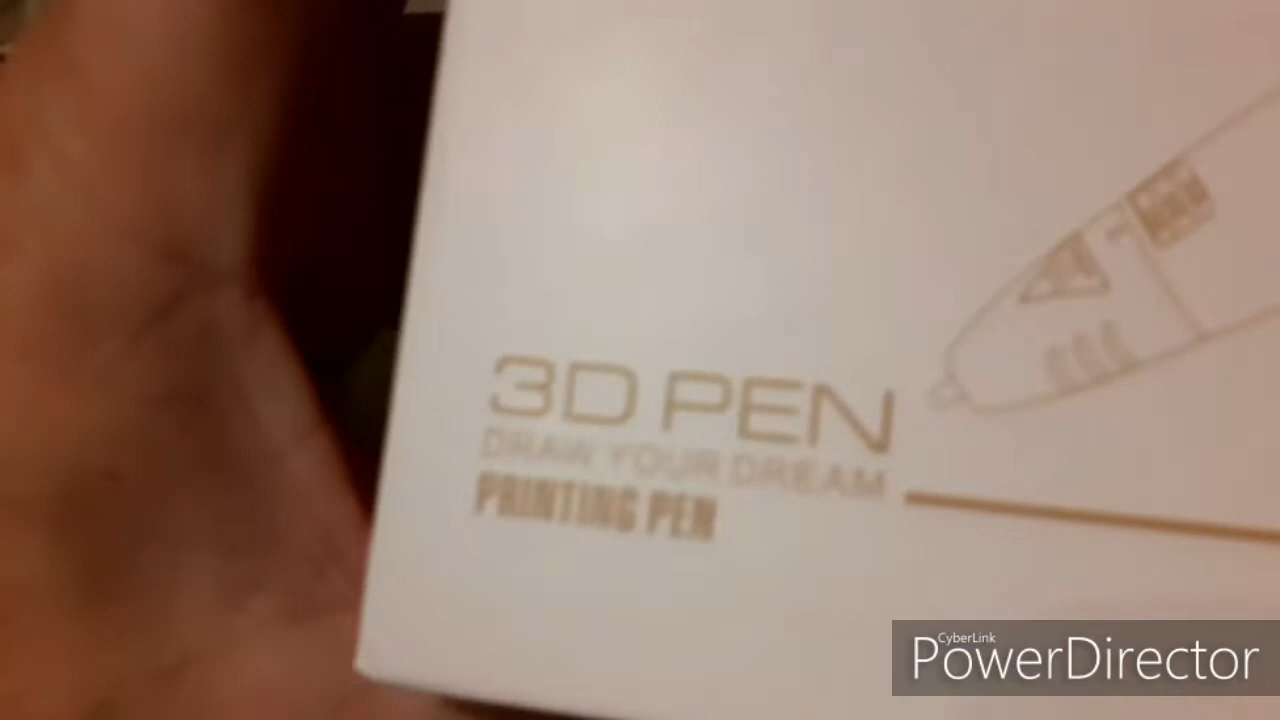 3D PEN
DRAW YOUR DREAM
PRINTING PEN
CyberLink
PowerDirector